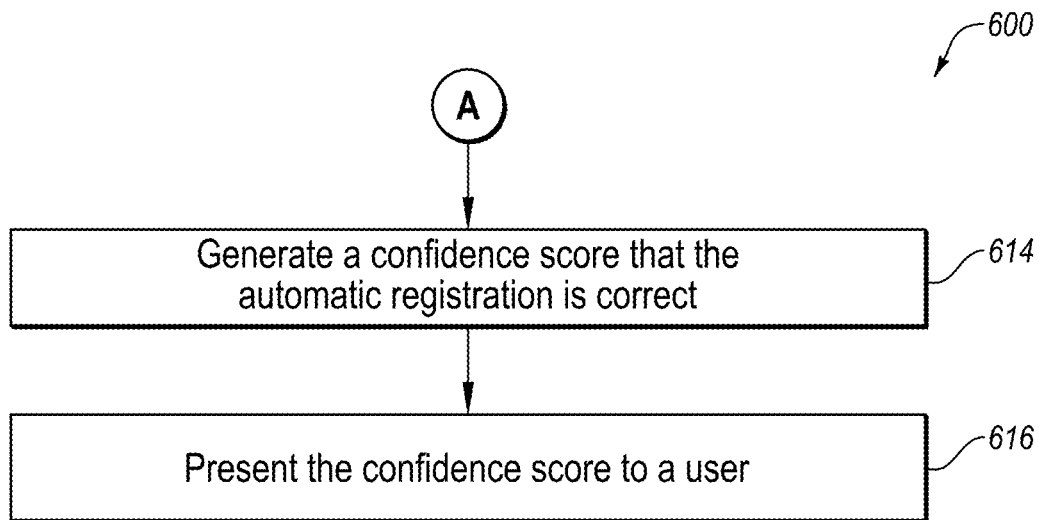 600
A
Generate a confidence score that the
automatic registration is correct
614
Present the confidence score to a user
616